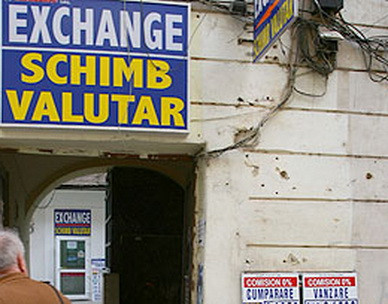 EXCHANGE
SCHIMB
VALUTAR
EXCHANGE
SCHIMB VALUTAR
COMISION 0%
CUMPARARE
COMISION 0%
VANZARE